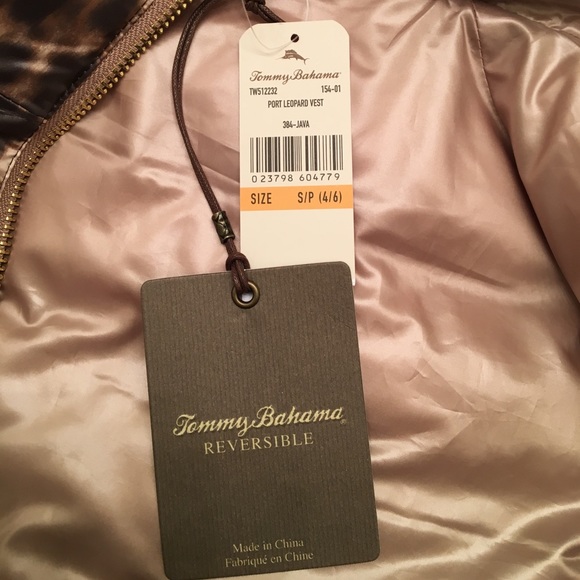 Tommy Bahama
TW512232 154-01
PORT LEOPARD VEST
384-JAVA
0 23798 604779
SIZE S/P (4/6)
Tommy Bahama®
REVERSIBLE
Made in China
Fabriqué en Chine